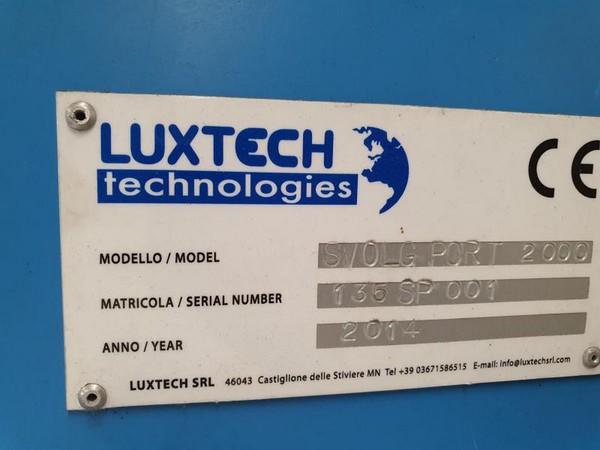 LUXTECH
technologies
CE
MODELLO / MODEL SVOLG PORT 2000
MATRICOLA / SERIAL NUMBER 135 SP 001
ANNO / YEAR 2014
LUXTECH SRL 46043 Castiglione delle Stiviere MN Tel +39 03671586515 E-mail: info@luxtechsrl.com